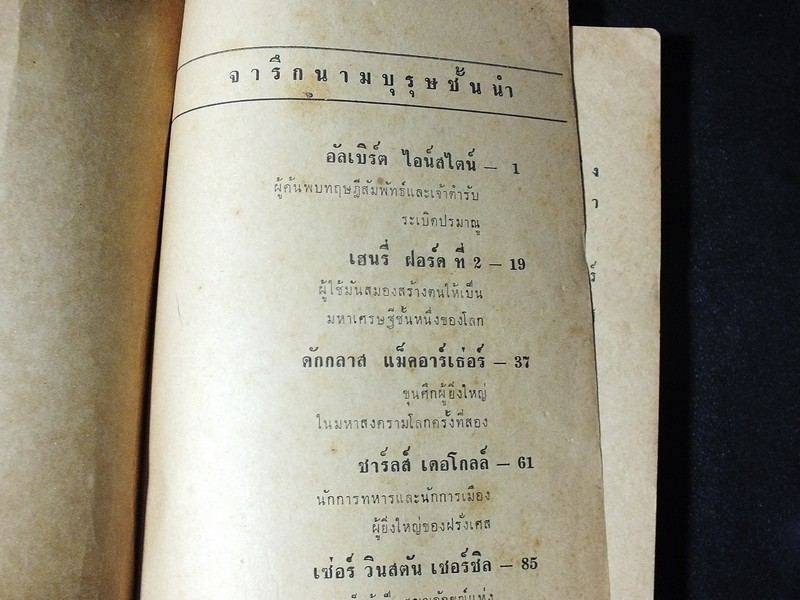 จารึกนามบุรุษชั้นนำ
อัลเบิร์ต ไอน์สไตน์ — 1
ผู้ค้นพบทฤษฎีสัมพัทธ์และเจ้าตำรับ
ระเบิดปรมาณู
เฮนรี่ ฝอร์ด ที่ 2 — 19
ผู้ใช้มันสมองสร้างตนให้เป็น
มหาเศรษฐีชั้นหนึ่งของโลก
ดักกลาส แม็คอาร์เธ่อร์ — 37
ขุนศึกผู้ยิ่งใหญ่
ในมหาสงครามโลกครั้งที่สอง
ชาร์ลส์ เดอโกลล์ — 61
นักการทหารและนักการเมือง
ผู้ยิ่งใหญ่ของฝรั่งเศส
เซ่อร์ วินสตัน เชอร์ชิล — 85